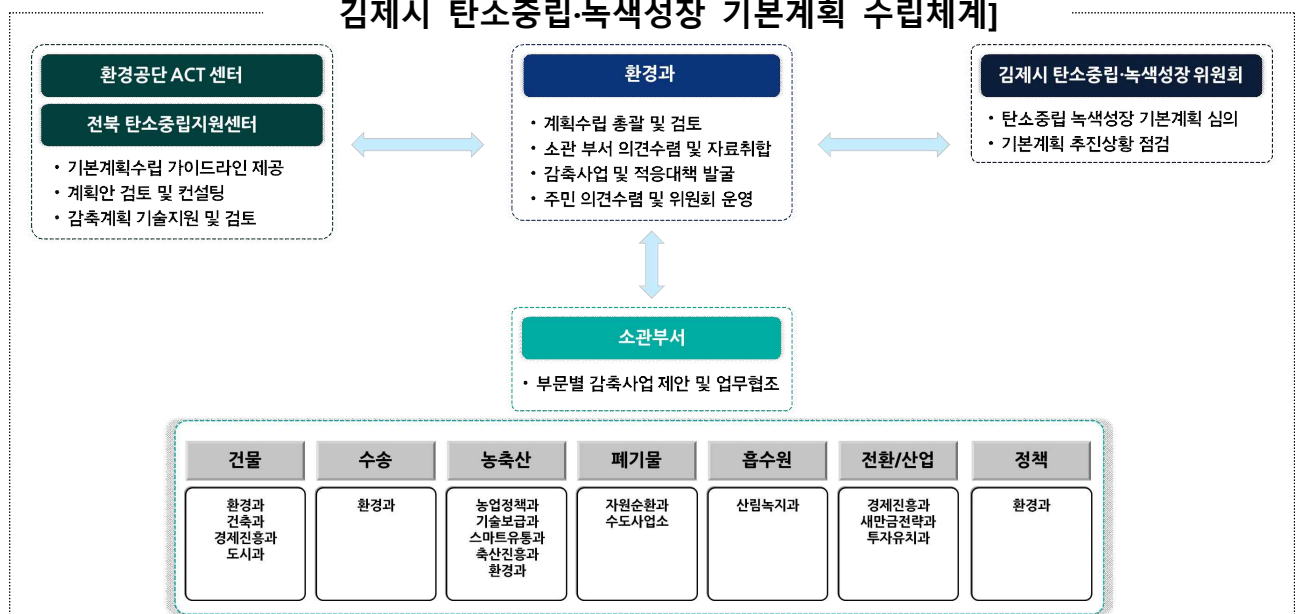 김제시 탄소중립·녹색성장 기본계획 수립체계]
환경공단 ACT 센터
전북 탄소중립지원센터
• 기본계획수립 가이드라인 제공
• 계획안 검토 및 컨설팅
• 감축계획 기술지원 및 검토
환경과
• 계획수립 총괄 및 검토
• 소관 부서 의견수렴 및 자료취합
• 감축사업 및 적응대책 발굴
• 주민 의견수렴 및 위원회 운영
김제시 탄소중립·녹색성장 위원회
• 탄소중립 녹색성장 기본계획 심의
• 기본계획 추진상황 점검
소관부서
• 부문별 감축사업 제안 및 업무협조
건물
환경과
건축과
경제진흥과
도시과
수송
환경과
농축산
농업정책과
기술보급과
스마트유통과
축산진흥과
환경과
폐기물
자원순환과
수도사업소
흡수원
산림녹지과
전환/산업
경제진흥과
새만금전략과
투자유치과
정책
환경과